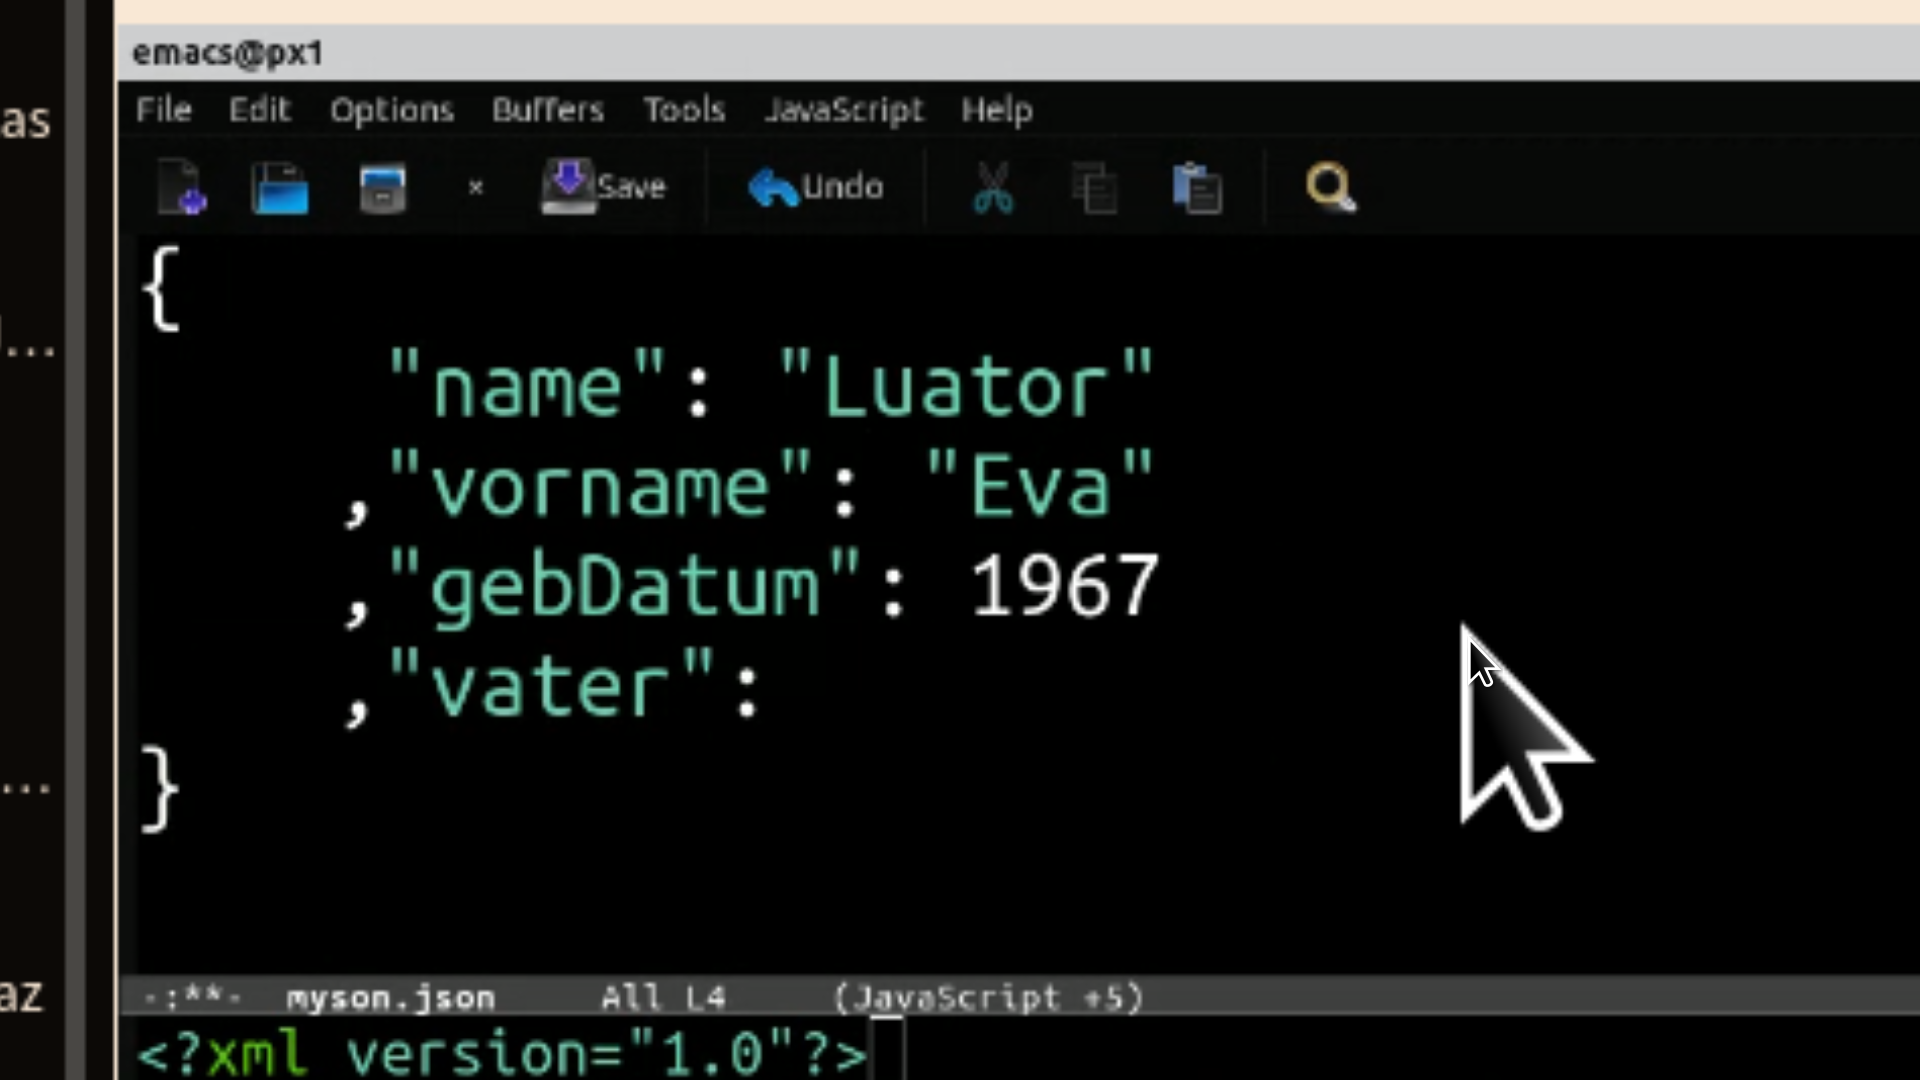 emacs@px1
File Edit Options Buffers Tools JavaScript Help
Save Undo
as
{
"name": "Luator"
,"vorname": "Eva"
...
,"gebDatum": 1967
,"vater":
}
...
az
-:**- myson.json All L4 (JavaScript +5)
<?xml version="1.0"?>